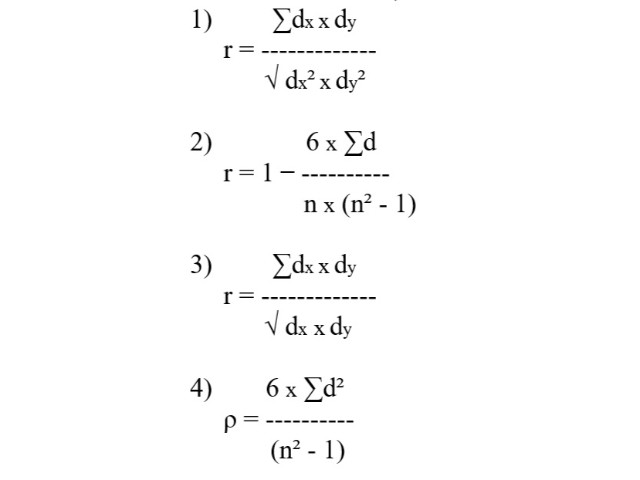 1) ∑dx x dy
r = -------------
√ dx² x dy²
2) 6 x ∑d
r = 1 – ----------
n x (n² - 1)
3) ∑dx x dy
r = -------------
√ dx x dy
4) 6 x ∑d²
ρ = ----------
(n² - 1)